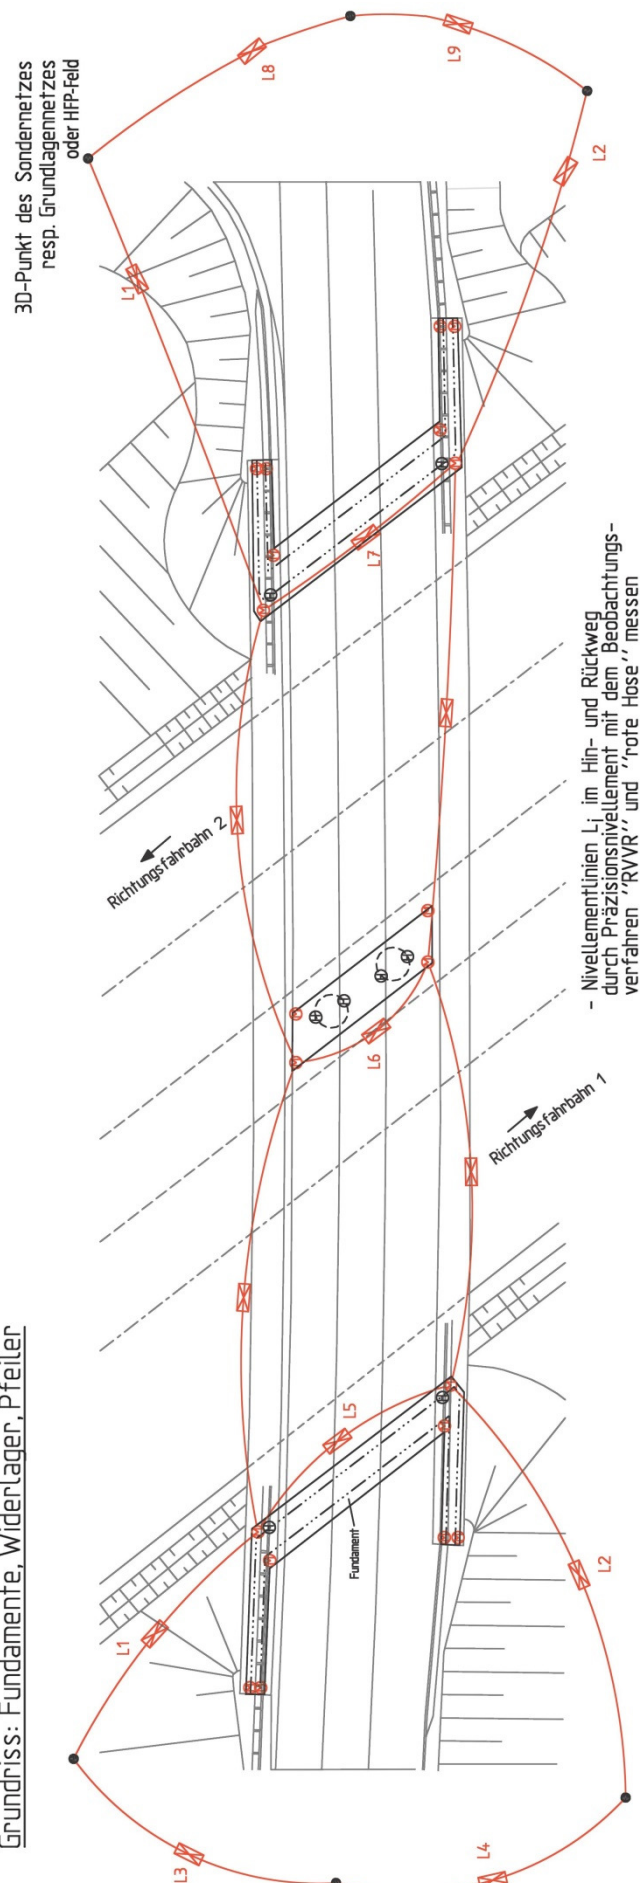 Grundriss: Fundamente, Widerlager, Pfeiler
3D-Punkt des Sondernetzes
resp. Grundlagennetzes
oder HFP-Feld
L1
L8
L9
L2
L7
Richtungsfahrbahn 2
L6
Richtungsfahrbahn 1
- Nivellementlinien Li im Hin- und Rückweg
durch Präzisionsnivellement mit dem Beobachtungs-
verfahren "RVVR" und "rote Hose" messen
L5
Fundament
L1
L2
L3
L4